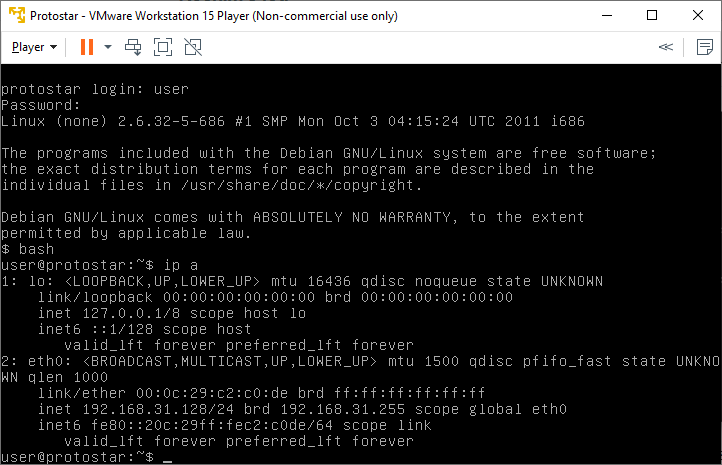 Protostar - VMware Workstation 15 Player (Non-commercial use only)
Player
protostar login: user
Password:
Linux (none) 2.6.32-5-686 #1 SMP Mon Oct 3 04:15:24 UTC 2011 i686
The programs included with the Debian GNU/Linux system are free software;
the exact distribution terms for each program are described in the
individual files in /usr/share/doc/*/copyright.
Debian GNU/Linux comes with ABSOLUTELY NO WARRANTY, to the extent
permitted by applicable law.
$ bash
user@protostar:~$ ip a
1: lo: <LOOPBACK,UP,LOWER_UP> mtu 16436 qdisc noqueue state UNKNOWN
    link/loopback 00:00:00:00:00:00 brd 00:00:00:00:00:00
    inet 127.0.0.1/8 scope host lo
    inet6 ::1/128 scope host
       valid_lft forever preferred_lft forever
2: eth0: <BROADCAST,MULTICAST,UP,LOWER_UP> mtu 1500 qdisc pfifo_fast state UNKNO
WN qlen 1000
    link/ether 00:0c:29:c2:c0:de brd ff:ff:ff:ff:ff:ff
    inet 192.168.31.128/24 brd 192.168.31.255 scope global eth0
    inet6 fe80::20c:29ff:fec2:c0de/64 scope link
       valid_lft forever preferred_lft forever
user@protostar:~$ _